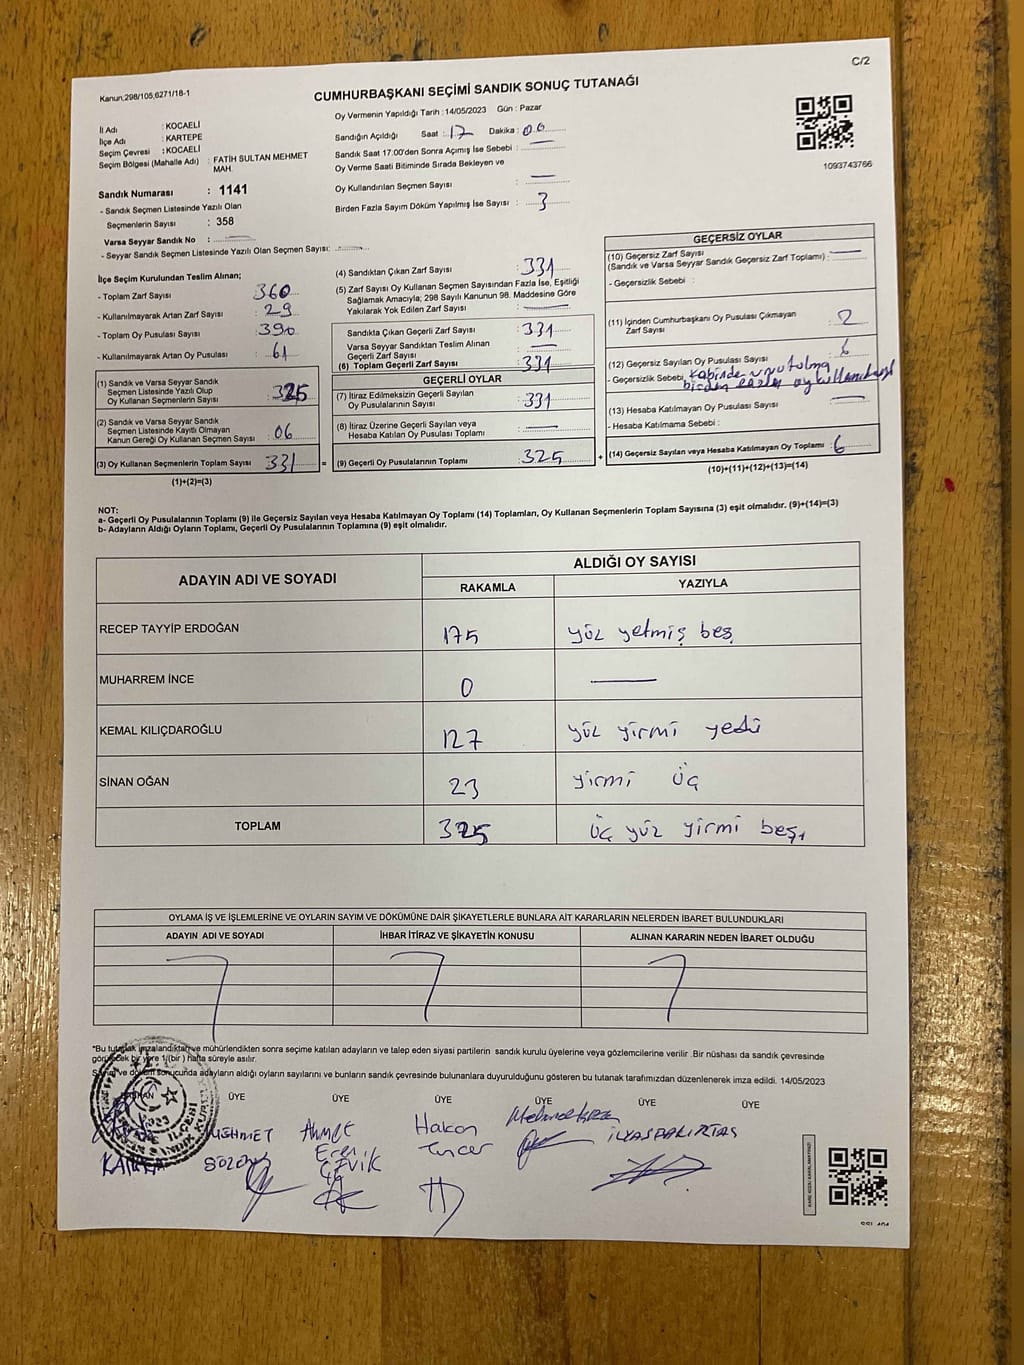 C/2
Kanun:298/105,6271/18-1
CUMHURBAŞKANI SEÇİMİ SANDIK SONUÇ TUTANAĞI
Oy Vermenin Yapıldığı Tarih : 14/05/2023 Gün : Pazar
İl Adı : KOCAELİ
İlçe Adı : KARTEPE
Seçim Çevresi : KOCAELİ
Seçim Bölgesi (Mahalle Adı) : FATİH SULTAN MEHMET
MAH.
Sandık Numarası : 1141
- Sandık Seçmen Listesinde Yazılı Olan
Seçmenlerin Sayısı : 358
Varsa Seyyar Sandık No :
- Seyyar Sandık Seçmen Listesinde Yazılı Olan Seçmen Sayısı:
Sandığın Açıldığı Saat : 17 Dakika : 00
Sandık Saat 17.00'den Sonra Açımış İse Sebebi :
Oy Verme Saati Bitiminde Sırada Bekleyen ve
Oy Kullandırılan Seçmen Sayısı :
Birden Fazla Sayım Döküm Yapılmış İse Sayısı : 3
1093743766
İlçe Seçim Kurulundan Teslim Alınan;
- Toplam Zarf Sayısı 360
- Kullanılmayarak Artan Zarf Sayısı 29
- Toplam Oy Pusulası Sayısı 390
- Kullanılmayarak Artan Oy Pusulası : 61
(1) Sandık ve Varsa Seyyar Sandık
Seçmen Listesinde Yazılı Olup
Oy Kullanan Seçmenlerin Sayısı : 325
(2) Sandık ve Varsa Seyyar Sandık
Seçmen Listesinde Kayıtlı Olmayan
Kanun Gereği Oy Kullanan Seçmen Sayısı : 06
(3) Oy Kullanan Seçmenlerin Toplam Sayısı 331 =
(1)+(2)=(3)
(4) Sandıktan Çıkan Zarf Sayısı : 331
(5) Zarf Sayısı Oy Kullanan Seçmen Sayısından Fazla İse, Eşitliği
Sağlamak Amacıyla; 298 Sayılı Kanunun 98. Maddesine Göre
Yakılarak Yok Edilen Zarf Sayısı :
Sandıkta Çıkan Geçerli Zarf Sayısı : 331
Varsa Seyyar Sandıktan Teslim Alınan
Geçerli Zarf Sayısı :
(6) Toplam Geçerli Zarf Sayısı : 331
GEÇERLİ OYLAR
(7) İtiraz Edilmeksizin Geçerli Sayılan
Oy Pusulalarının Sayısı : 331
(8) İtiraz Üzerine Geçerli Sayılan veya
Hesaba Katılan Oy Pusulası Toplamı :
(9) Geçerli Oy Pusulalarının Toplamı : 325 +
GEÇERSİZ OYLAR
(10) Geçersiz Zarf Sayısı
(Sandık ve Varsa Seyyar Sandık Geçersiz Zarf Toplamı) :
- Geçersizlik Sebebi :
(11) İçinden Cumhurbaşkanı Oy Pusulası Çıkmayan
Zarf Sayısı : 2
(12) Geçersiz Sayılan Oy Pusulası Sayısı 6
- Geçersizlik Sebebi: kabinde unutulma
birden fazla oy kullanılması
(13) Hesaba Katılmayan Oy Pusulası Sayısı :
- Hesaba Katılmama Sebebi :
(14) Geçersiz Sayılan veya Hesaba Katılmayan Oy Toplamı : 6
(10)+(11)+(12)+(13)=(14)
NOT:
a- Geçerli Oy Pusulalarının Toplamı (9) ile Geçersiz Sayılan veya Hesaba Katılmayan Oy Toplamı (14) Toplamları, Oy Kullanan Seçmenlerin Toplam Sayısına (3) eşit olmalıdır. (9)+(14)=(3)
b- Adayların Aldığı Oyların Toplamı, Geçerli Oy Pusulalarının Toplamına (9) eşit olmalıdır.
ADAYIN ADI VE SOYADI ALDIĞI OY SAYISI
RAKAMLA YAZIYLA
RECEP TAYYİP ERDOĞAN 175 yüz yetmiş beş
MUHARREM İNCE 0
KEMAL KILIÇDAROĞLU 127 yüz yirmi yedi
SİNAN OĞAN 23 yirmi üç
TOPLAM 325 üç yüz yirmi beş
OYLAMA İŞ VE İŞLEMLERİNE VE OYLARIN SAYIM VE DÖKÜMÜNE DAİR ŞİKAYETLERLE BUNLARA AİT KARARLARIN NELERDEN İBARET BULUNDUKLARI
ADAYIN ADI VE SOYADI İHBAR İTİRAZ VE ŞİKAYETİN KONUSU ALINAN KARARIN NEDEN İBARET OLDUĞU
*Bu tutanak imzalandıktan ve mühürlendikten sonra seçime katılan adayların ve talep eden siyasi partilerin sandık kurulu üyelerine veya gözlemcilerine verilir .Bir nüshası da sandık çevresinde
görülecek bir yere 1 (bir ) hafta süreyle asılır.
Sayım ve döküm sonucunda adayların aldığı oyların sayılarını ve bunların sandık çevresinde bulunanlara duyurulduğunu gösteren bu tutanak tarafımızdan düzenlenerek imza edildi. 14/05/2023
BAŞKAN ÜYE ÜYE ÜYE ÜYE ÜYE ÜYE
MEHMET Ahmet Hakan
Eren Tuncer
ÇEVİK